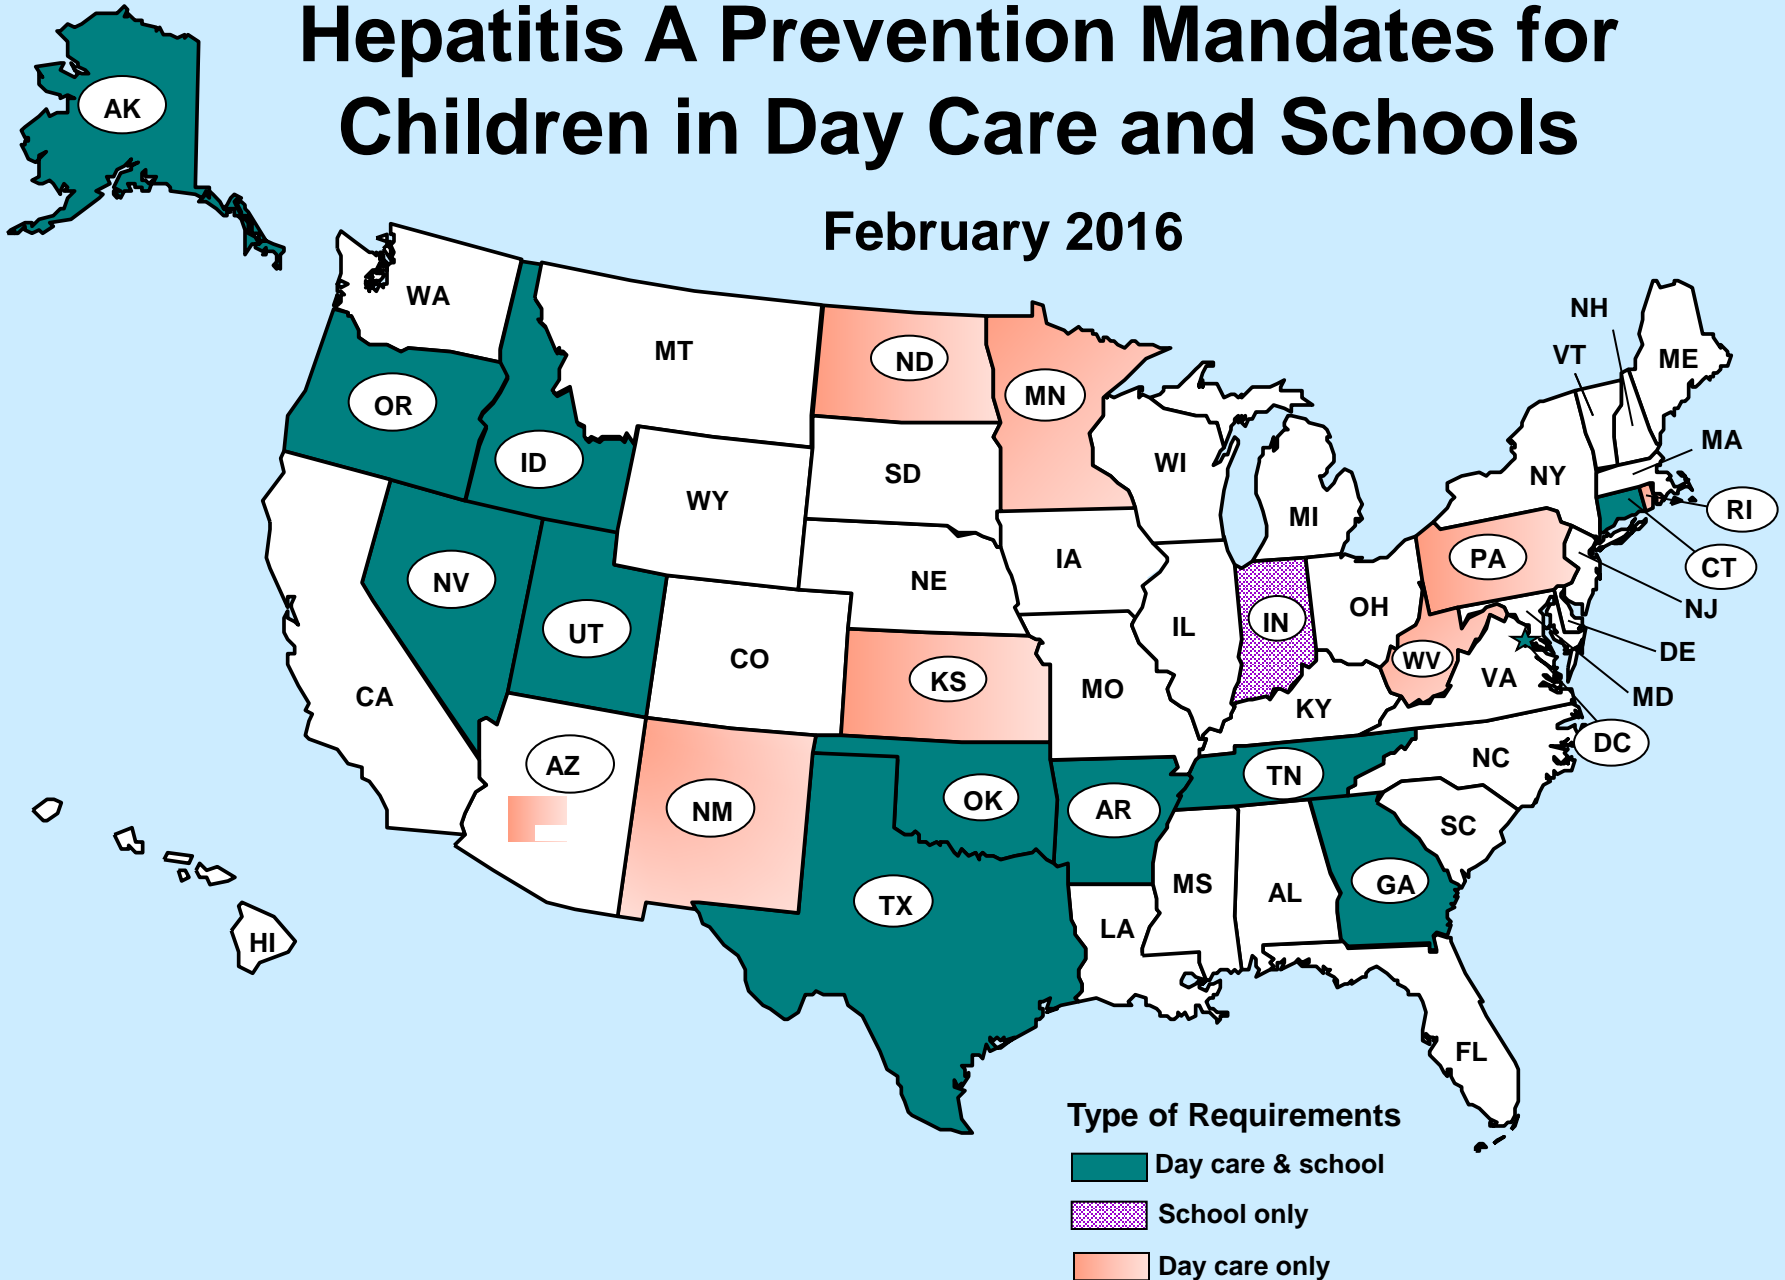 Hepatitis A Prevention Mandates for
Children in Day Care and Schools
February 2016
AK
WA
MT
ND
MN
NH
VT
ME
OR
ID
WY
SD
WI
MI
NY
MA
RI
CT
NV
UT
CO
NE
IA
IL
IN
OH
PA
NJ
DE
MD
DC
CA
KS
MO
KY
WV
VA
AZ
NM
OK
AR
TN
NC
SC
TX
LA
MS
AL
GA
HI
FL
Type of Requirements
Day care & school
School only
Day care only